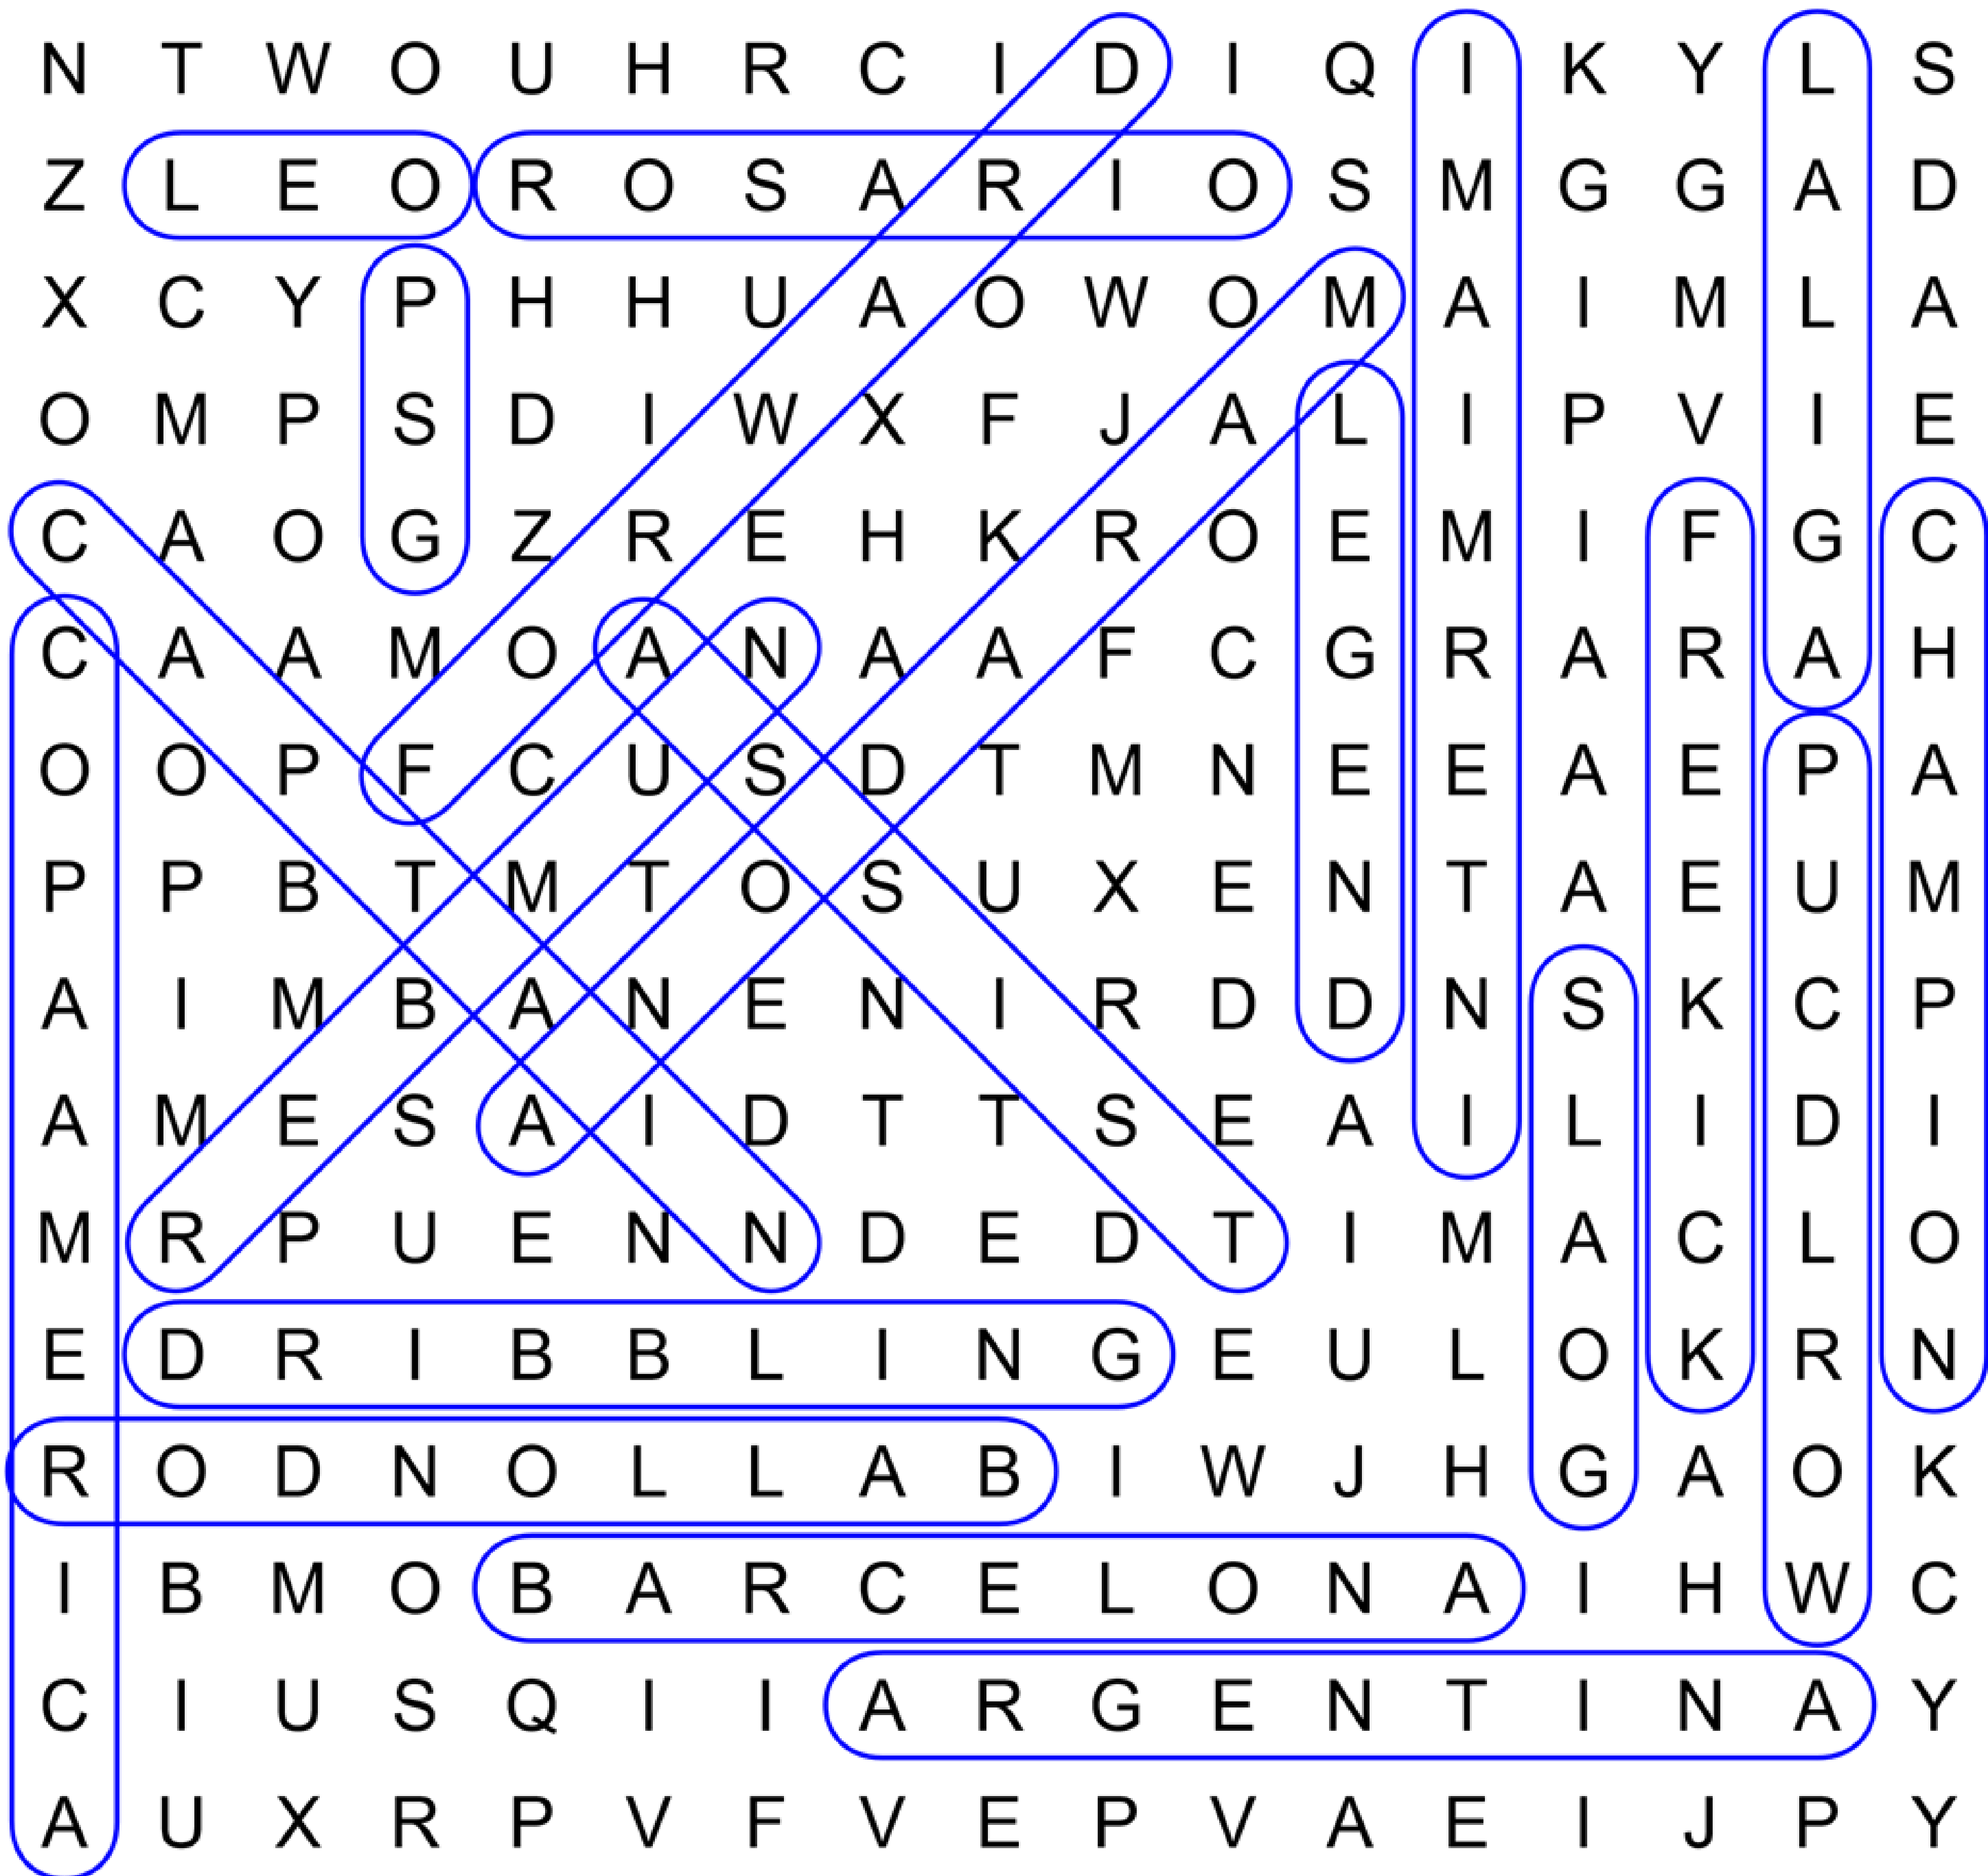 N T W O U H R C I D I Q I K Y L S
Z L E O R O S A R I O S M G G A D
X C Y P H H U A O W O M A I M L A
O M P S D I W X F J A L I P V I E
C A O G Z R E H K R O E M I F G C
C A A M O A N A A F C G R A R A H
O O P F C U S D T M N E E A E P A
P P B T M T O S U X E N T A E U M
A I M B A N E N I R D D N S K C P
A M E S A I D T T S E A I L I D I
M R P U E N N D E D T I M A C L O
E D R I B B L I N G E U L O K R N
R O D N O L L A B I W J H G A O K
I B M O B A R C E L O N A I H W C
C I U S Q I I A R G E N T I N A Y
A U X R P V F V E P V A E I J P Y